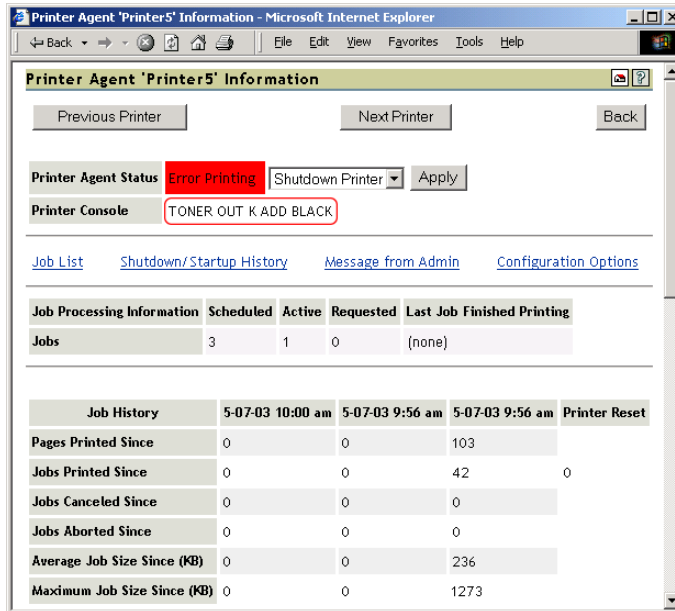 Printer Agent 'Printer5' Information - Microsoft Internet Explorer
Back File Edit View Favorites Tools Help
Printer Agent 'Printer5' Information
Previous Printer Next Printer Back
Printer Agent Status Error Printing Shutdown Printer Apply
Printer Console TONER OUT K ADD BLACK
Job List Shutdown/Startup History Message from Admin Configuration Options
Job Processing Information Scheduled Active Requested Last Job Finished Printing
Jobs 3 1 0 (none)
Job History 5-07-03 10:00 am 5-07-03 9:56 am 5-07-03 9:56 am Printer Reset
Pages Printed Since 0 0 103
Jobs Printed Since 0 0 42 0
Jobs Canceled Since 0 0 0
Jobs Aborted Since 0 0 0
Average Job Size Since (KB) 0 0 236
Maximum Job Size Since (KB) 0 0 1273